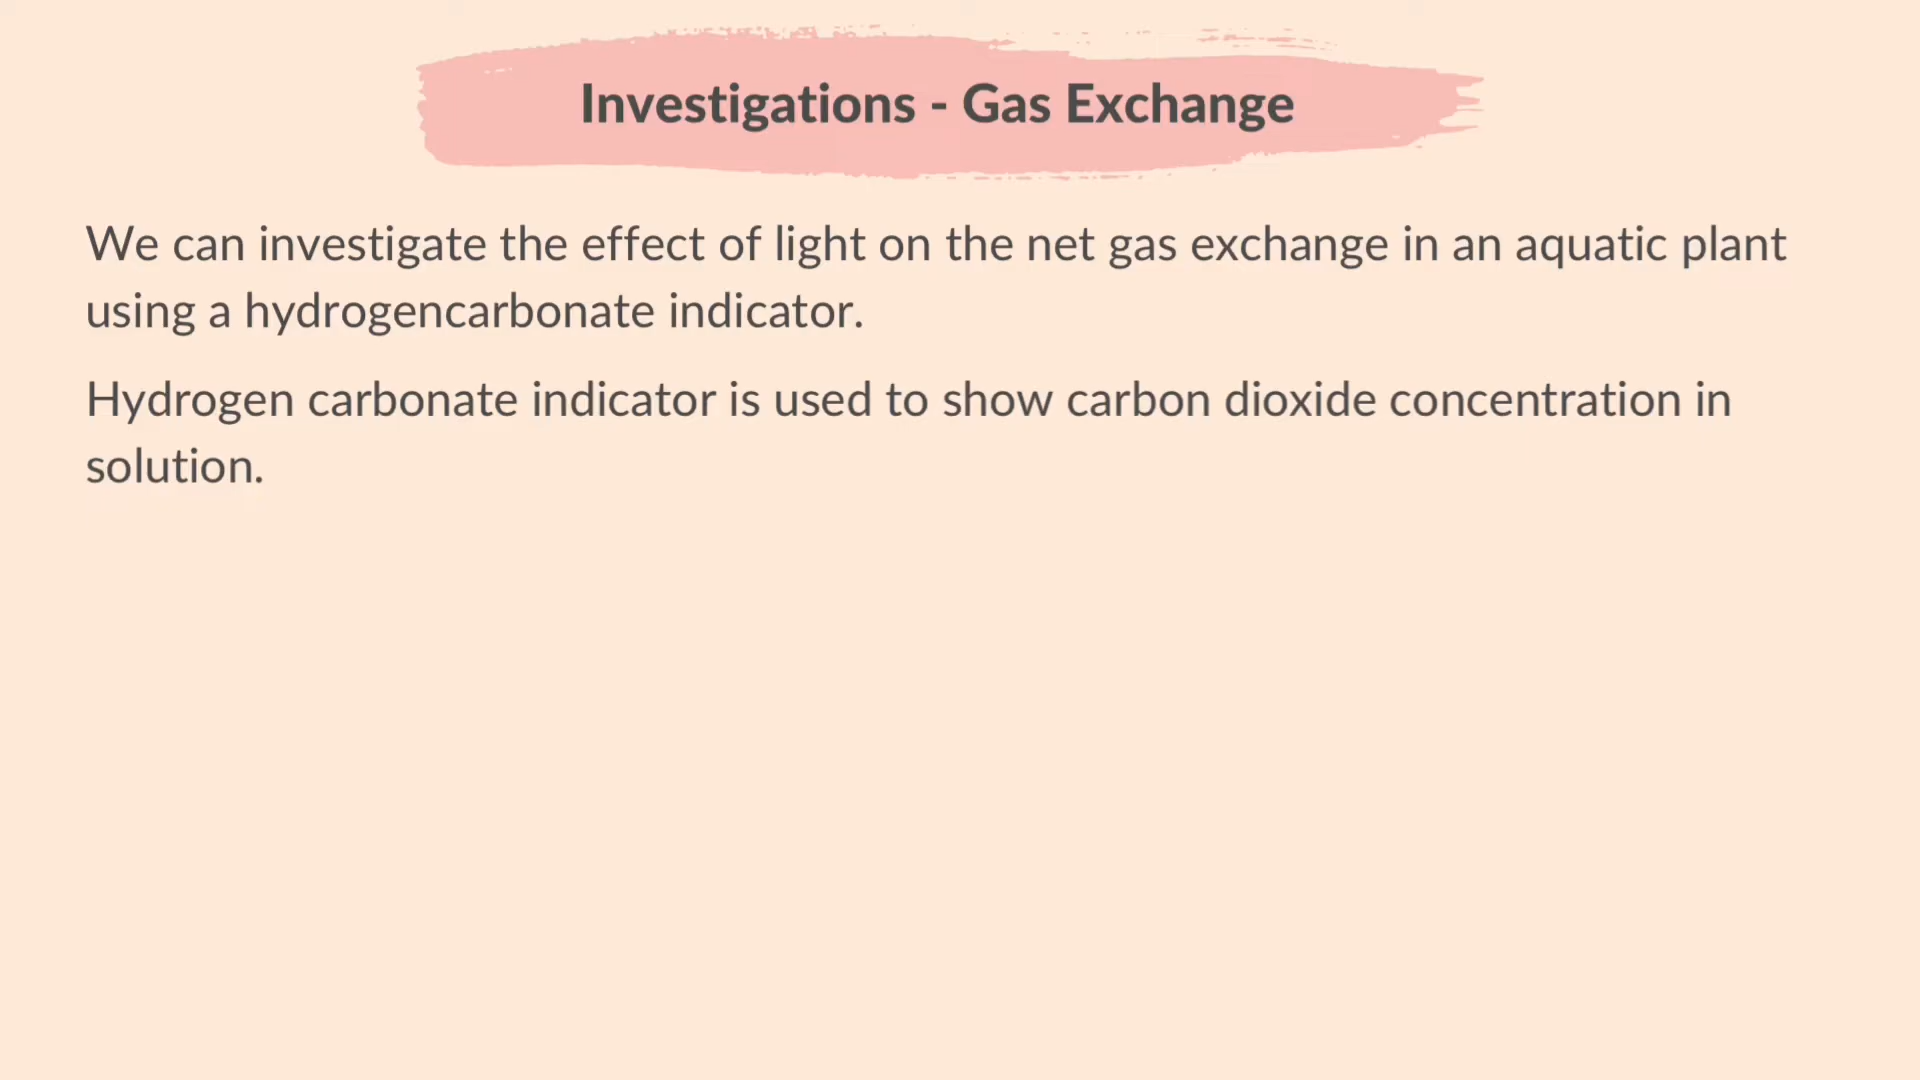 Investigations - Gas Exchange
We can investigate the effect of light on the net gas exchange in an aquatic plant
using a hydrogencarbonate indicator.
Hydrogen carbonate indicator is used to show carbon dioxide concentration in
solution.